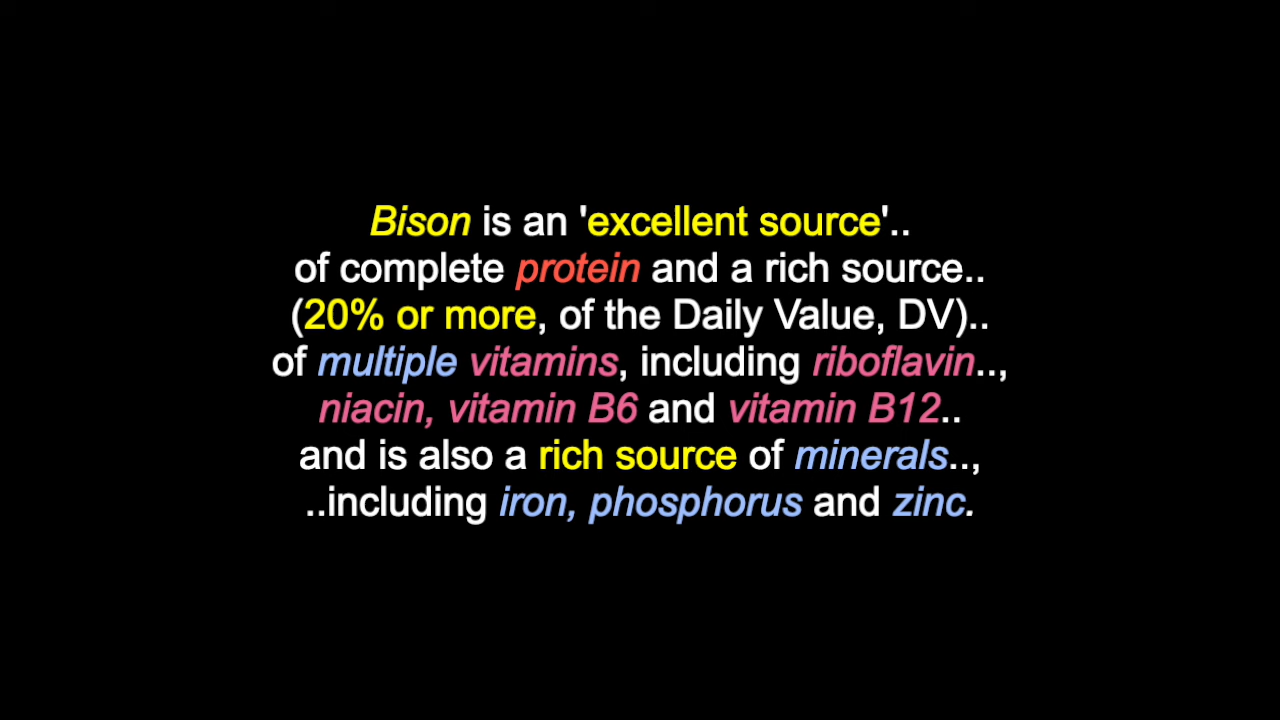 Bison is an 'excellent source'..
of complete protein and a rich source..
(20% or more, of the Daily Value, DV)..
of multiple vitamins, including riboflavin..,
niacin, vitamin B6 and vitamin B12..
and is also a rich source of minerals..,
..including iron, phosphorus and zinc.